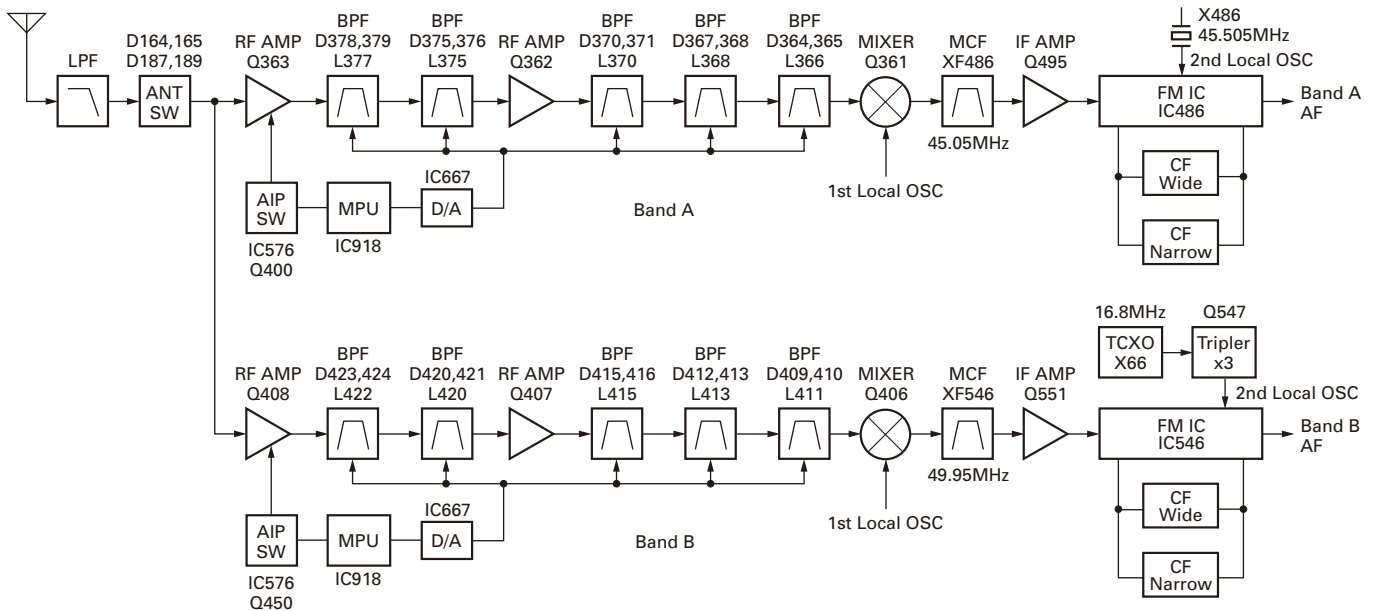 LPF
D164,165
D187,189
ANT
SW
RF AMP
Q363
BPF
D378,379
L377
BPF
D375,376
L375
RF AMP
Q362
BPF
D370,371
L370
BPF
D367,368
L368
BPF
D364,365
L366
MIXER
Q361
MCF
XF486
45.05MHz
IF AMP
Q495
X486
45.505MHz
2nd Local OSC
FM IC
IC486
Band A
AF
CF
Wide
CF
Narrow
1st Local OSC
AIP
SW
IC576
Q400
MPU
IC918
IC667
D/A
Band A
RF AMP
Q408
BPF
D423,424
L422
BPF
D420,421
L420
RF AMP
Q407
BPF
D415,416
L415
BPF
D412,413
L413
BPF
D409,410
L411
MIXER
Q406
MCF
XF546
49.95MHz
IF AMP
Q551
16.8MHz
TCXO
X66
Q547
Tripler
x3
2nd Local OSC
FM IC
IC546
Band B
AF
CF
Wide
CF
Narrow
1st Local OSC
AIP
SW
IC576
Q450
MPU
IC918
IC667
D/A
Band B